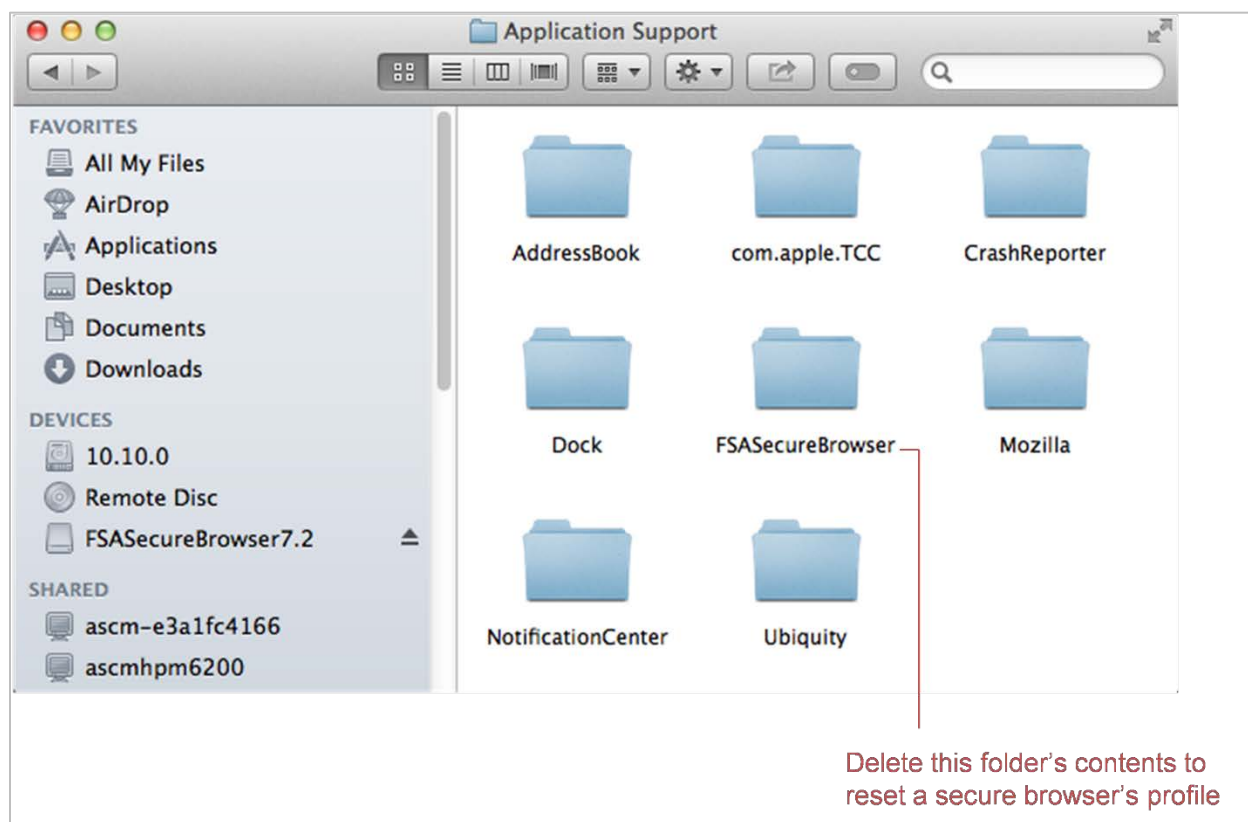 Application Support
FAVORITES
All My Files
AirDrop
Applications
Desktop
Documents
Downloads
DEVICES
10.10.0
Remote Disc
FSASecureBrowser7.2
SHARED
ascm-e3a1fc4166
ascmhpm6200
AddressBook
com.apple.TCC
CrashReporter
Dock
FSASecureBrowser
Mozilla
NotificationCenter
Ubiquity
Delete this folder's contents to
reset a secure browser's profile